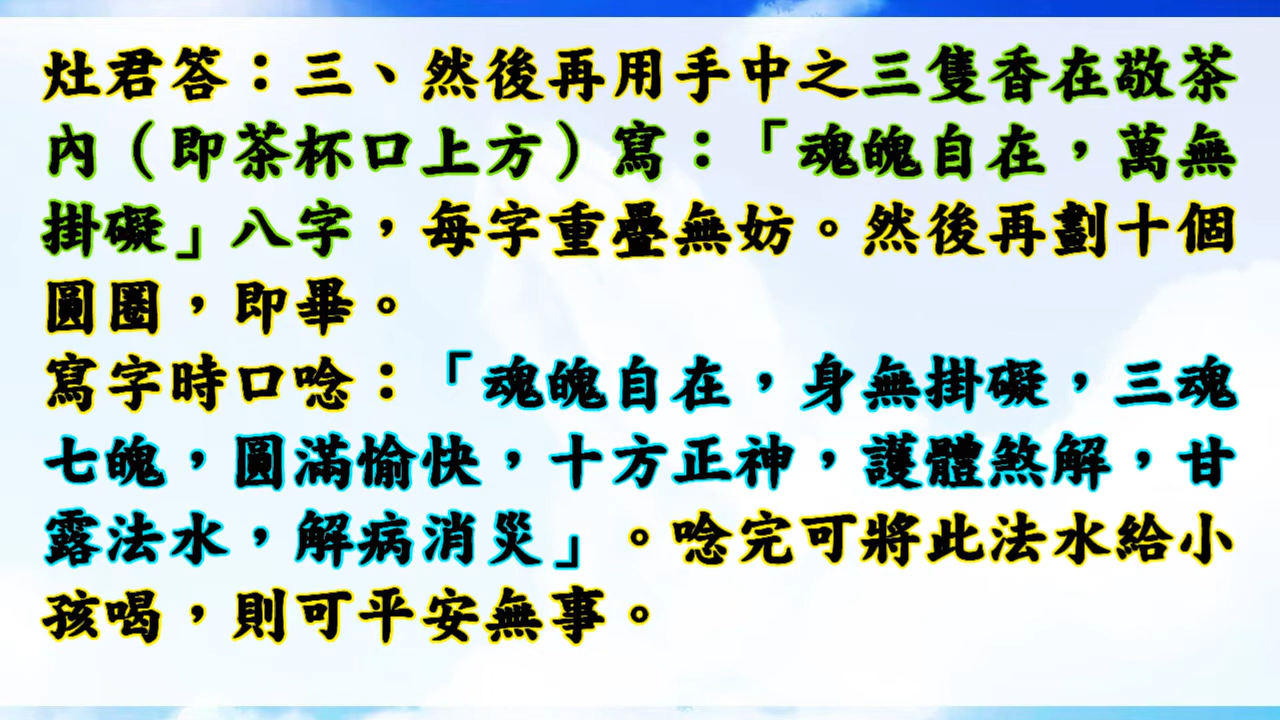 灶君答：三、然後再用手中之三隻香在敬茶
內（即茶杯口上方）寫：「魂魄自在，萬無
掛礙」八字，每字重疊無妨。然後再劃十個
圓圈，即畢。
寫字時口唸：「魂魄自在，身無掛礙，三魂
七魄，圓滿愉快，十方正神，護體煞解，甘
露法水，解病消災」。唸完可將此法水給小
孩喝，則可平安無事。